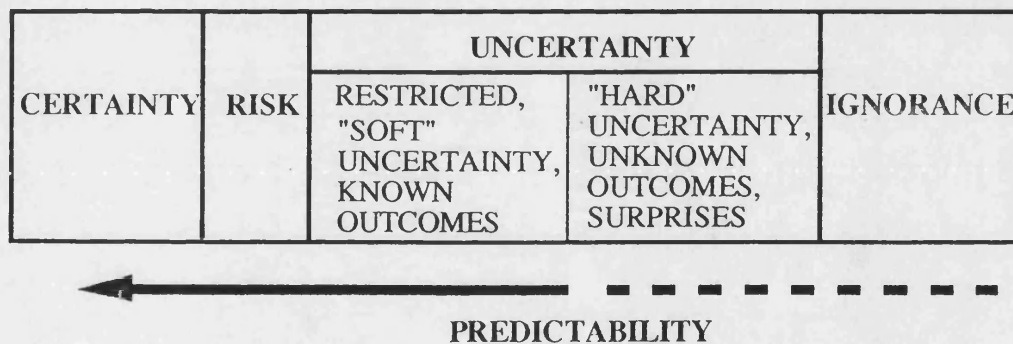 UNCERTAINTY
CERTAINTY
RISK
RESTRICTED,
"SOFT"
UNCERTAINTY,
KNOWN
OUTCOMES
"HARD"
UNCERTAINTY,
UNKNOWN
OUTCOMES,
SURPRISES
IGNORANCE
PREDICTABILITY